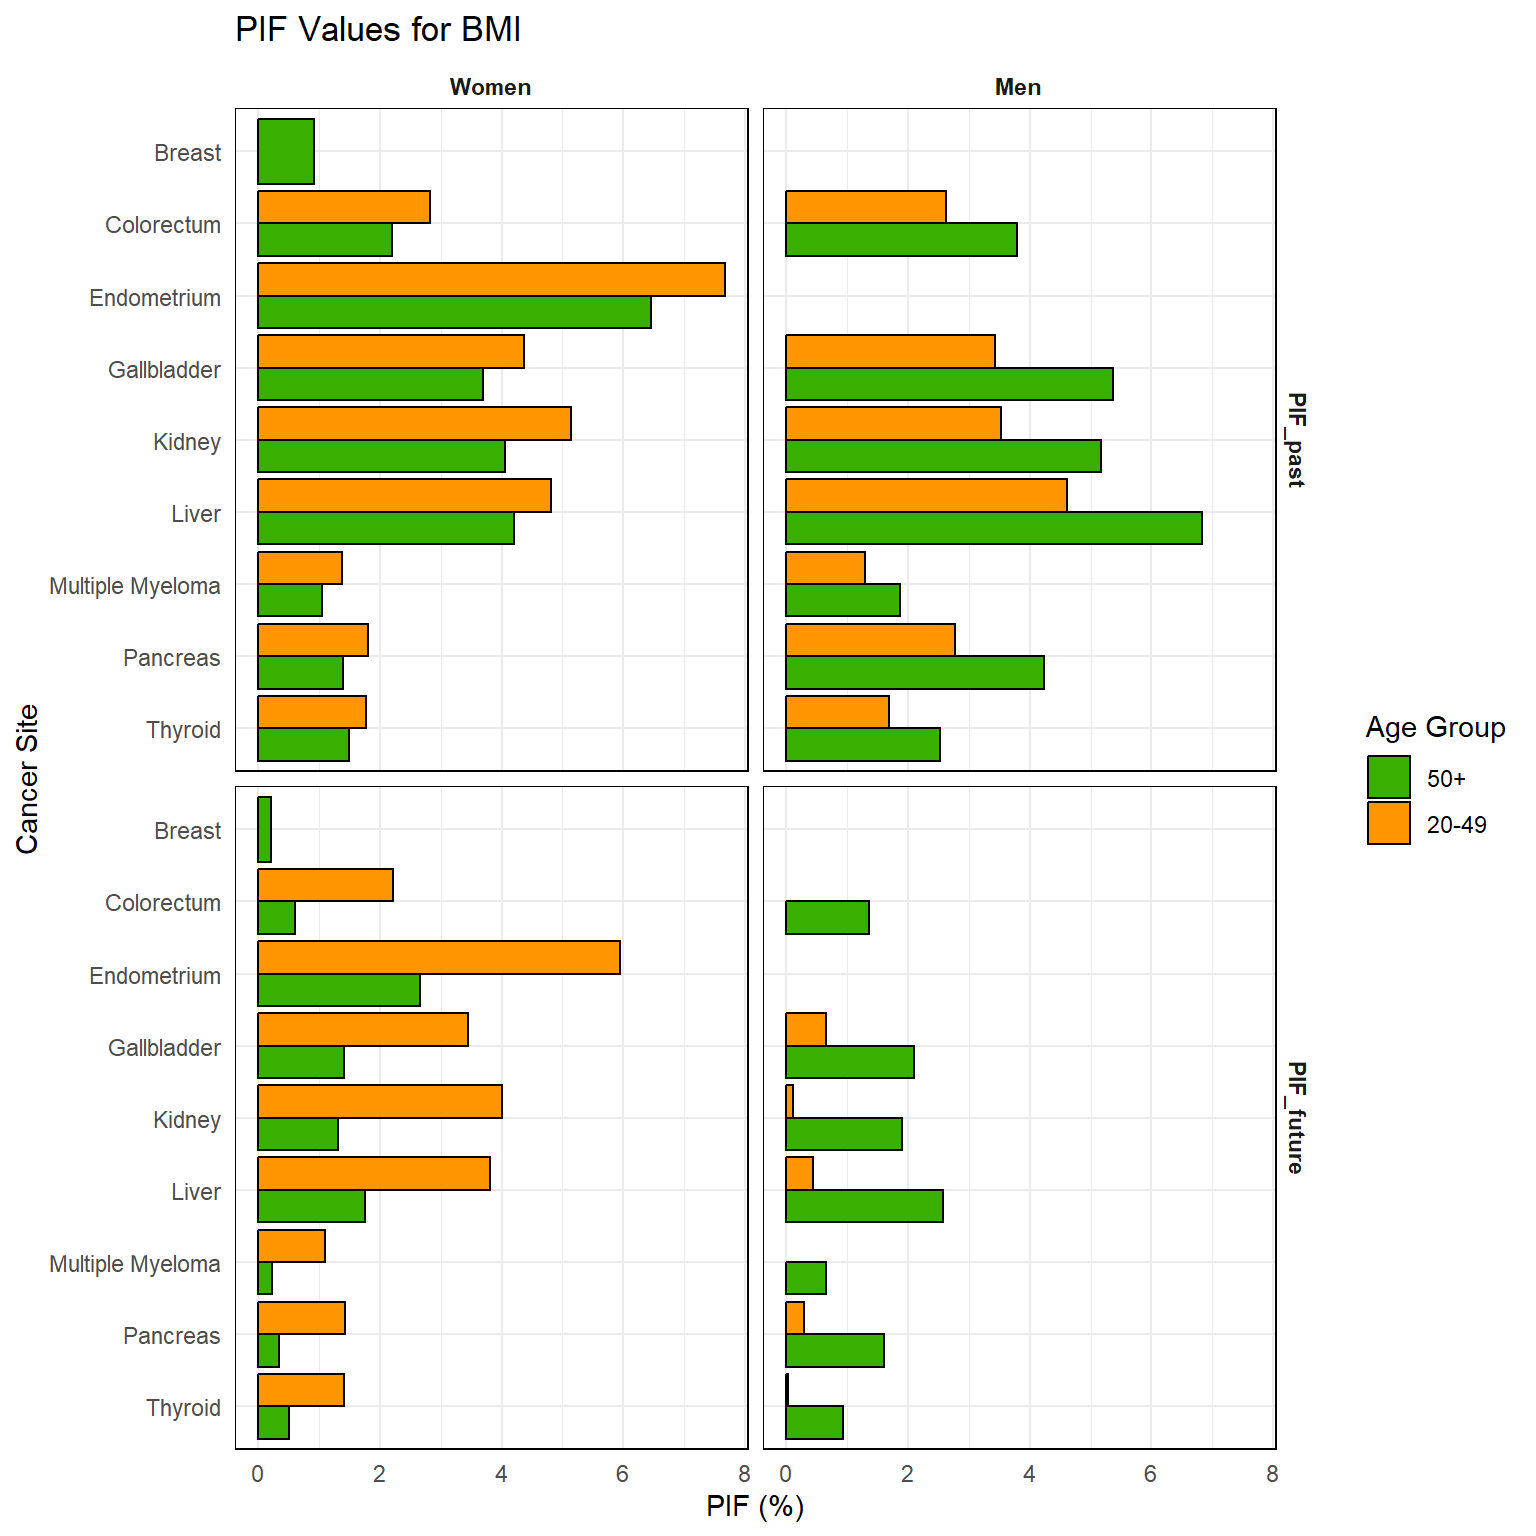 PIF Values for BMI
Women
Men
Breast
Colorectum
Endometrium
Gallbladder
Kidney
Liver
Multiple Myeloma
Pancreas
Thyroid
PIF_past
Breast
Colorectum
Endometrium
Gallbladder
Kidney
Liver
Multiple Myeloma
Pancreas
Thyroid
PIF_future
0 2 4 6 8
0 2 4 6 8
PIF (%)
Cancer Site
Age Group
50+
20-49